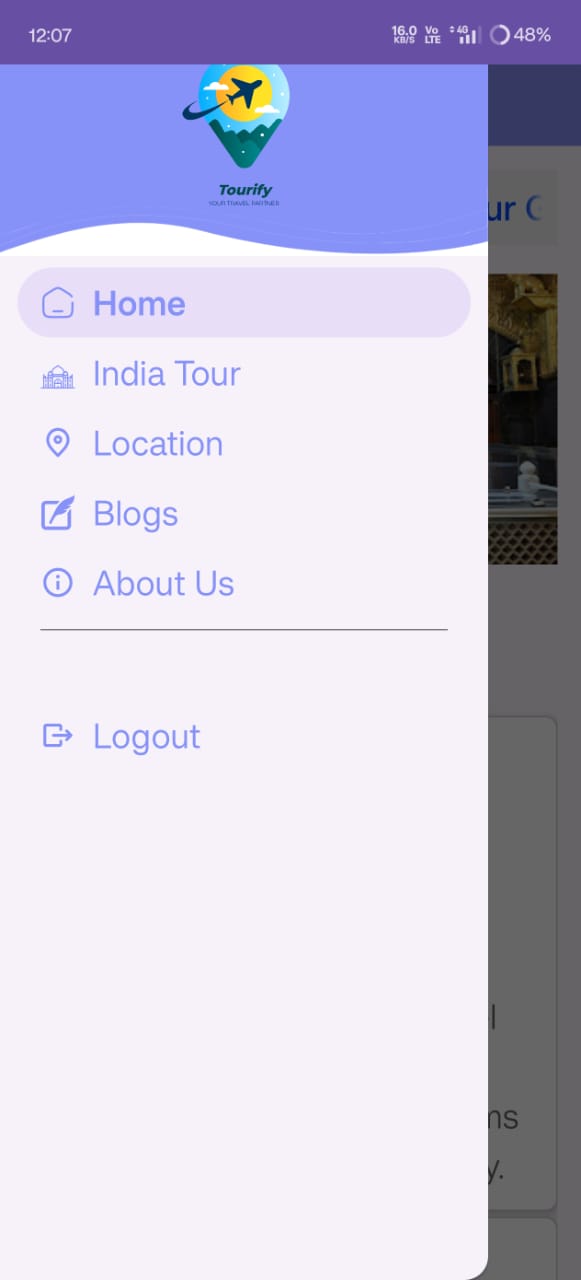 12:07
16.0 KB/S Vo LTE 4G 48%
Tourify
YOUR TRAVEL PARTNER
ur
Home
India Tour
Location
Blogs
About Us
Logout
ms
y.